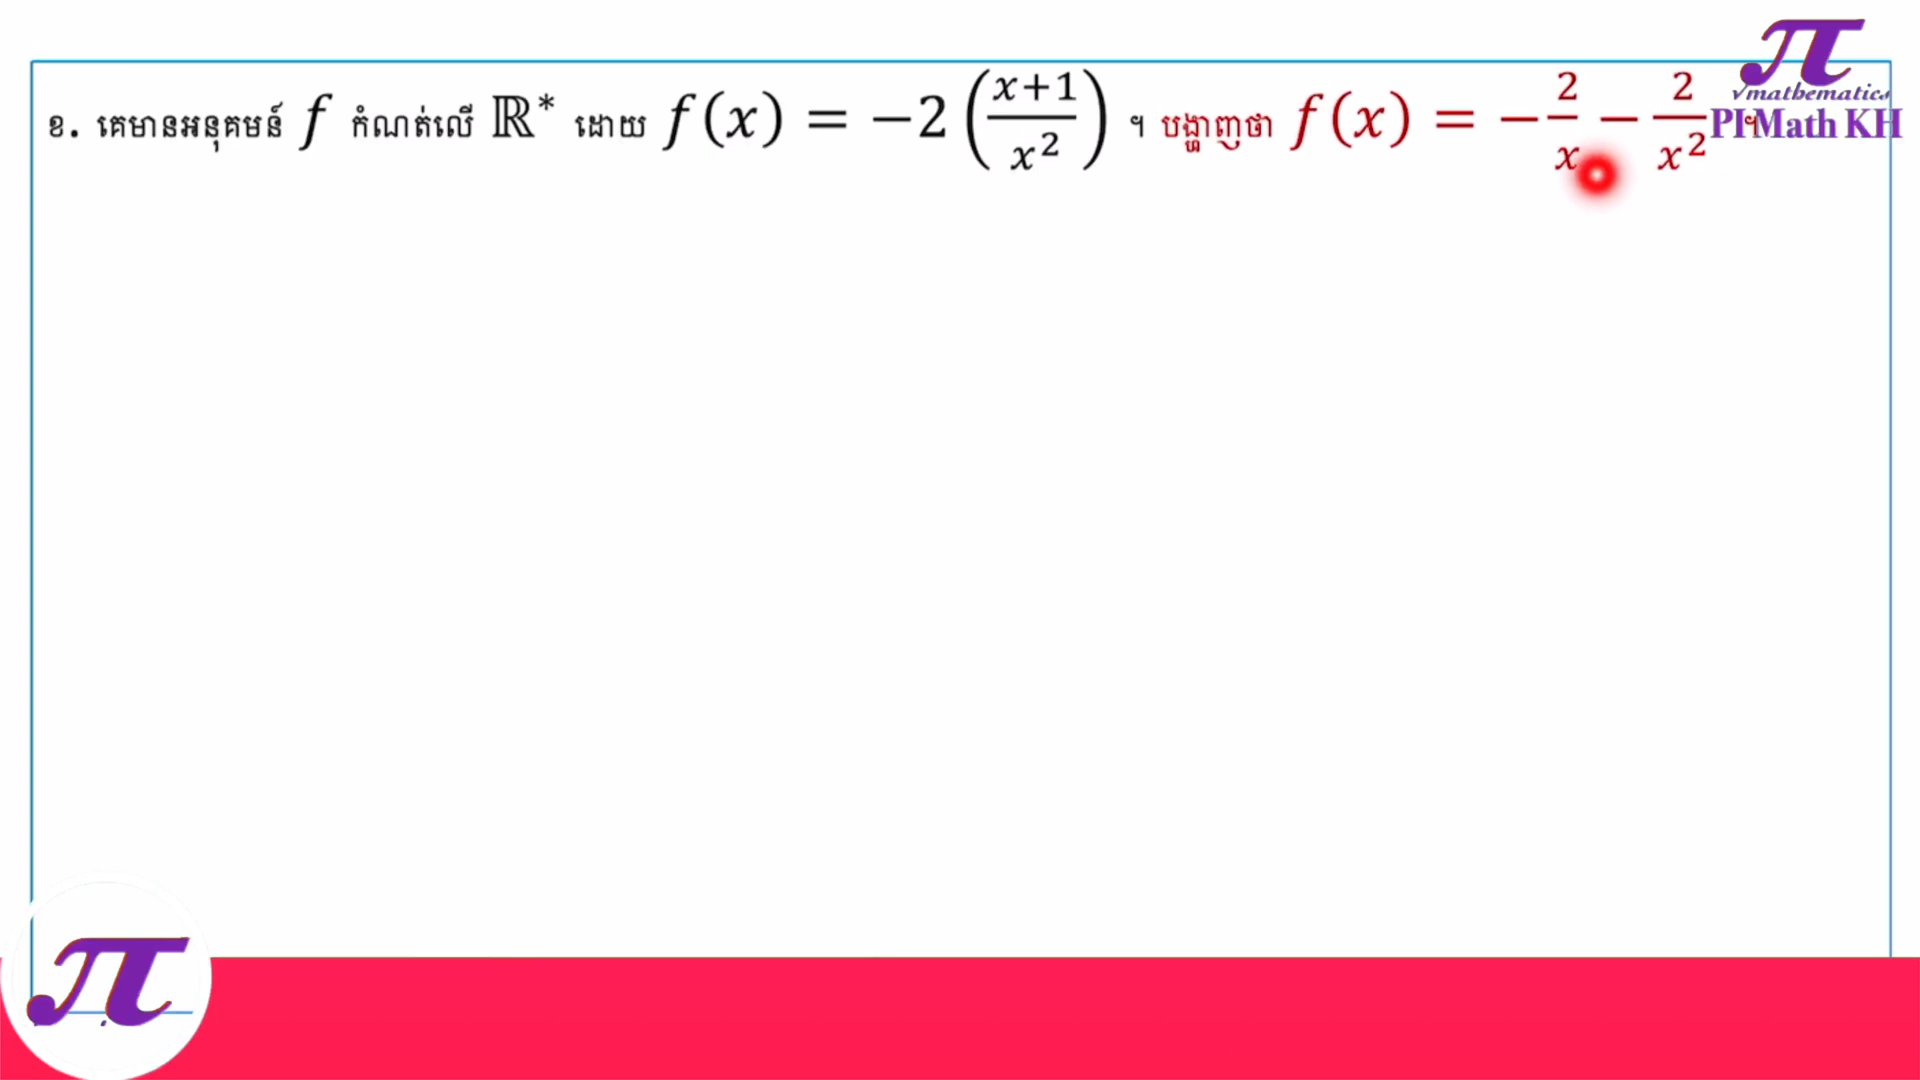 ខ. គេមានអនុគមន៍ f កំណត់លើ ℝ* ដោយ f(x) = −2((x+1)/x²) ។ បង្ហាញថា f(x) = −2/x − 2/x² ។
√mathematics
PI Math KH